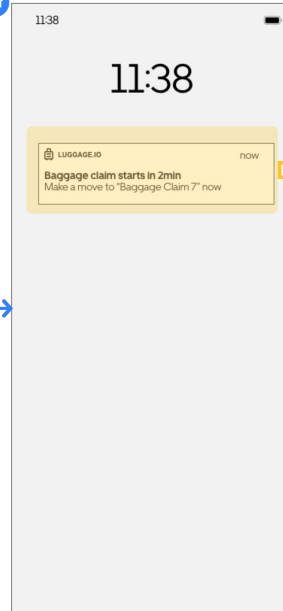 11:38
11:38
LUGGAGE.IO now
Baggage claim starts in 2min
Make a move to "Baggage Claim 7" now